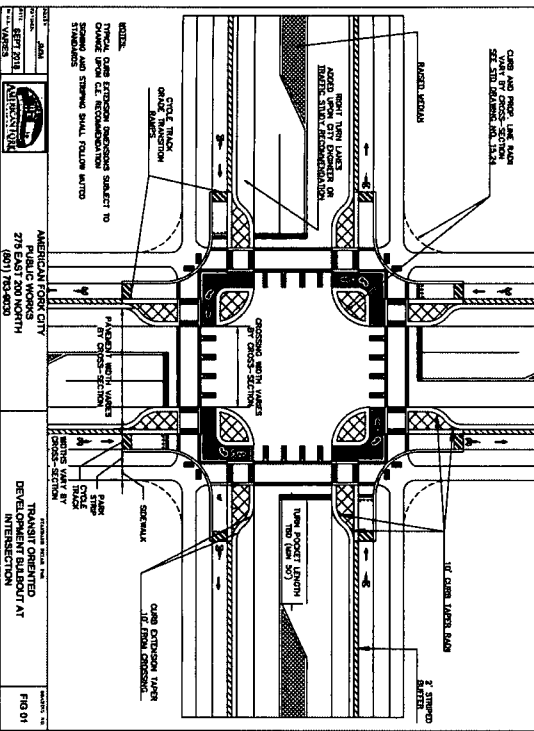 CURB AND PROP. LINE RADII
VARY BY CROSS-SECTION
SEE STD. DRAWING NO. 15.24
RAISED MEDIAN
RIGHT TURN LANES
ADDED UPON CITY ENGINEER OR
TRAFFIC STUDY RECOMMENDATION
CYCLE TRACK
GRADE TRANSITION
RAMPS
NOTES:
TYPICAL CURB EXTENSION DIMENSIONS SUBJECT TO
CHANGE UPON C.E. RECOMMENDATION
SIGNING AND STRIPING SHALL FOLLOW MUTCD
STANDARDS
CROSSING WIDTH VARIES
BY CROSS-SECTION
PAVEMENT WIDTH VARIES
BY CROSS-SECTION
10' CURB TAPER RADII
2' STRIPED
BUFFER
TURN POCKET LENGTH
TBD (MIN 50')
CURB EXTENSION TAPER
10' FROM CROSSING
SIDEWALK
PARK
STRIP
CYCLE
TRACK
WIDTHS VARY BY
CROSS-SECTION
SEPT 2018
VARIES
AMERICAN FORK
AMERICAN FORK CITY
PUBLIC WORKS
275 EAST 200 NORTH
(801) 763-3030
TRANSIT ORIENTED
DEVELOPMENT BULBOUT AT
INTERSECTION
FIG 01